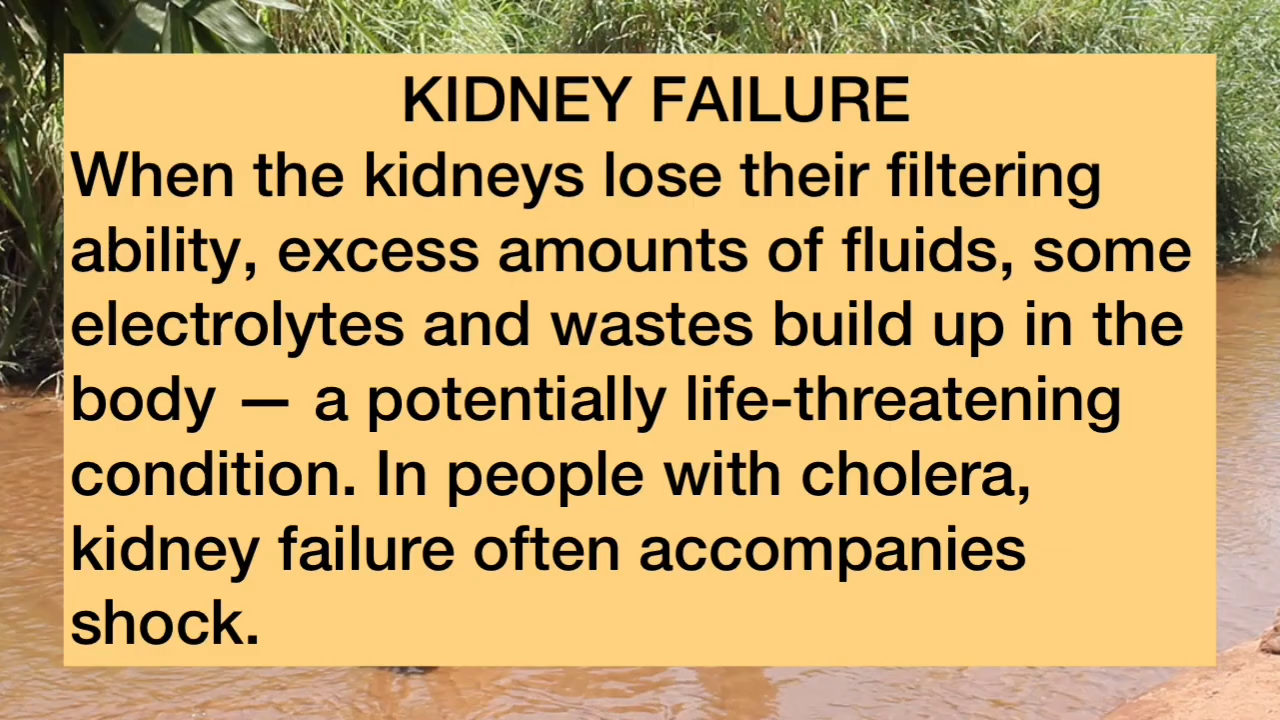 KIDNEY FAILURE
When the kidneys lose their filtering
ability, excess amounts of fluids, some
electrolytes and wastes build up in the
body — a potentially life-threatening
condition. In people with cholera,
kidney failure often accompanies
shock.